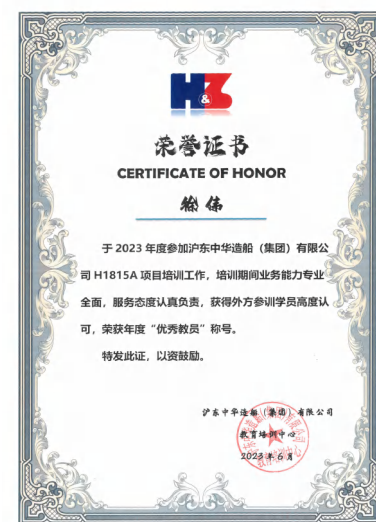 H&Z
荣誉证书
CERTIFICATE OF HONOR
徐伟
于 2023 年度参加沪东中华造船（集团）有限公
司 H1815A 项目培训工作，培训期间业务能力专业
全面，服务态度认真负责，获得外方参训学员高度认
可，荣获年度“优秀教员”称号。
特发此证，以资鼓励。
沪东中华造船（集团）有限公司
教育培训中心
2023 年 6 月